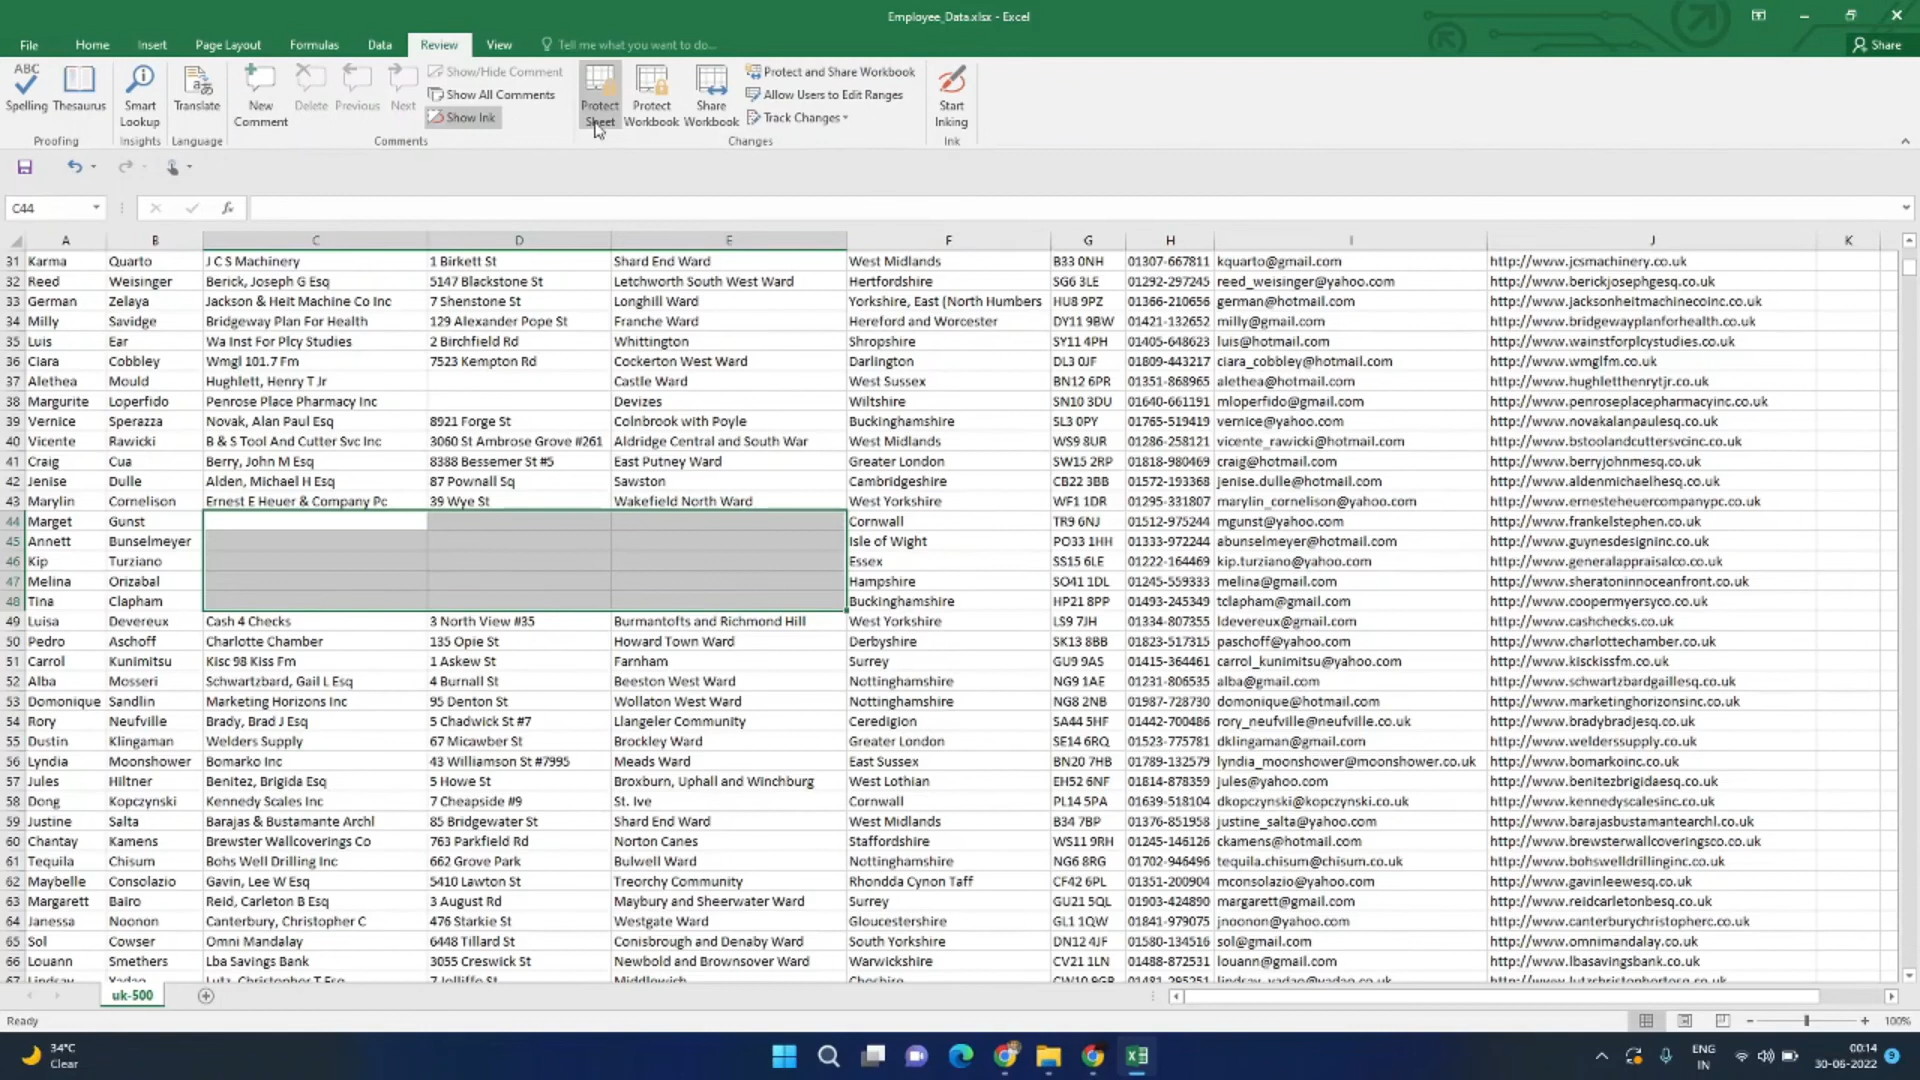 Employee_Data.xlsx - Excel
File Home Insert Page Layout Formulas Data Review View Tell me what you want to do... Share
ABC
Spelling Thesaurus Smart Lookup Translate New Comment Delete Previous Next Show/Hide Comment Show All Comments Show Ink Protect Sheet Protect Workbook Share Workbook Protect and Share Workbook Allow Users to Edit Ranges Track Changes Start Inking
Proofing Insights Language Comments Changes Ink
C44 fx
A B C D E F G H I J K
31 Karma Quarto J C S Machinery 1 Birkett St Shard End Ward West Midlands B33 0NH 01307-667811 kquarto@gmail.com http://www.jcsmachinery.co.uk
32 Reed Weisinger Berick, Joseph G Esq 5147 Blackstone St Letchworth South West Ward Hertfordshire SG6 3LE 01292-297245 reed_weisinger@yahoo.com http://www.berickjosephgesq.co.uk
33 German Zelaya Jackson & Heit Machine Co Inc 7 Shenstone St Longhill Ward Yorkshire, East (North Humbers HU8 9PZ 01366-210656 german@hotmail.com http://www.jacksonheitmachinecoinc.co.uk
34 Milly Savidge Bridgeway Plan For Health 129 Alexander Pope St Franche Ward Hereford and Worcester DY11 9BW 01421-132652 milly@gmail.com http://www.bridgewayplanforhealth.co.uk
35 Luis Ear Wa Inst For Plcy Studies 2 Birchfield Rd Whittington Shropshire SY11 4PH 01405-648623 luis@hotmail.com http://www.wainstforplcystudies.co.uk
36 Ciara Cobbley Wmgl 101.7 Fm 7523 Kempton Rd Cockerton West Ward Darlington DL3 0JF 01809-443217 ciara_cobbley@hotmail.com http://www.wmglfm.co.uk
37 Alethea Mould Hughlett, Henry T Jr Castle Ward West Sussex BN12 6PR 01351-868965 alethea@hotmail.com http://www.hughletthenrytjr.co.uk
38 Margurite Loperfido Penrose Place Pharmacy Inc Devizes Wiltshire SN10 3DU 01640-661191 mloperfido@gmail.com http://www.penroseplacepharmacyinc.co.uk
39 Vernice Sperazza Novak, Alan Paul Esq 8921 Forge St Colnbrook with Poyle Buckinghamshire SL3 0PY 01765-519419 vernice@yahoo.com http://www.novakalanpaulesq.co.uk
40 Vicente Rawicki B & S Tool And Cutter Svc Inc 3060 St Ambrose Grove #261 Aldridge Central and South War West Midlands WS9 8UR 01286-258121 vicente_rawicki@hotmail.com http://www.bstoolandcuttersvcinc.co.uk
41 Craig Cua Berry, John M Esq 8388 Bessemer St #5 East Putney Ward Greater London SW15 2RP 01818-980469 craig@hotmail.com http://www.berryjohnmesq.co.uk
42 Jenise Dulle Alden, Michael H Esq 87 Pownall Sq Sawston Cambridgeshire CB22 3BB 01572-193368 jenise.dulle@hotmail.com http://www.aldenmichaelhesq.co.uk
43 Marylin Cornelison Ernest E Heuer & Company Pc 39 Wye St Wakefield North Ward West Yorkshire WF1 1DR 01295-331807 marylin_cornelison@yahoo.com http://www.ernesteheuercompanypc.co.uk
44 Marget Gunst Cornwall TR9 6NJ 01512-975244 mgunst@yahoo.com http://www.frankelstephen.co.uk
45 Annett Bunselmeyer Isle of Wight PO33 1HH 01333-972244 abunselmeyer@hotmail.com http://www.guynesdesigninc.co.uk
46 Kip Turziano Essex SS15 6LE 01222-164469 kip.turziano@yahoo.com http://www.generalappraisalco.co.uk
47 Melina Orizabal Hampshire SO41 1DL 01245-559333 melina@gmail.com http://www.sheratoninnoceanfront.co.uk
48 Tina Clapham Buckinghamshire HP21 8PP 01493-245349 tclapham@gmail.com http://www.coopermyersyco.co.uk
49 Luisa Devereux Cash 4 Checks 3 North View #35 Burmantofts and Richmond Hill West Yorkshire LS9 7JH 01334-807355 ldevereux@gmail.com http://www.cashchecks.co.uk
50 Pedro Aschoff Charlotte Chamber 135 Opie St Howard Town Ward Derbyshire SK13 8BB 01823-517315 paschoff@yahoo.com http://www.charlottechamber.co.uk
51 Carrol Kunimitsu Kisc 98 Kiss Fm 1 Askew St Farnham Surrey GU9 9AS 01415-364461 carrol_kunimitsu@yahoo.com http://www.kisckissfm.co.uk
52 Alba Mosseri Schwartzbard, Gail L Esq 4 Burnall St Beeston West Ward Nottinghamshire NG9 1AE 01231-806535 alba@gmail.com http://www.schwartzbardgaillesq.co.uk
53 Domonique Sandlin Marketing Horizons Inc 95 Denton St Wollaton West Ward Nottinghamshire NG8 2NB 01987-728730 domonique@hotmail.com http://www.marketinghorizonsinc.co.uk
54 Rory Neufville Brady, Brad J Esq 5 Chadwick St #7 Llangeler Community Ceredigion SA44 5HF 01442-700486 rory_neufville@neufville.co.uk http://www.bradybradjesq.co.uk
55 Dustin Klingaman Welders Supply 67 Micawber St Brockley Ward Greater London SE14 6RQ 01523-775781 dklingaman@gmail.com http://www.welderssupply.co.uk
56 Lyndia Moonshower Bomarko Inc 43 Williamson St #7995 Meads Ward East Sussex BN20 7HB 01789-132579 lyndia_moonshower@moonshower.co.uk http://www.bomarkoinc.co.uk
57 Jules Hiltner Benitez, Brigida Esq 5 Howe St Broxburn, Uphall and Winchburg West Lothian EH52 6NF 01814-878359 jules@yahoo.com http://www.benitezbrigidaesq.co.uk
58 Dong Kopczynski Kennedy Scales Inc 7 Cheapside #9 St. Ive Cornwall PL14 5PA 01639-518104 dkopczynski@kopczynski.co.uk http://www.kennedyscalesinc.co.uk
59 Justine Salta Barajas & Bustamante Archl 85 Bridgewater St Shard End Ward West Midlands B34 7BP 01376-851958 justine_salta@yahoo.com http://www.barajasbustamantearchl.co.uk
60 Chantay Kamens Brewster Wallcoverings Co 763 Parkfield Rd Norton Canes Staffordshire WS11 9RH 01245-146126 ckamens@hotmail.com http://www.brewsterwallcoveringsco.co.uk
61 Tequila Chisum Bohs Well Drilling Inc 662 Grove Park Bulwell Ward Nottinghamshire NG6 8RG 01702-946496 tequila.chisum@chisum.co.uk http://www.bohswelldrillinginc.co.uk
62 Maybelle Consolazio Gavin, Lee W Esq 5410 Lawton St Treorchy Community Rhondda Cynon Taff CF42 6PL 01351-200904 mconsolazio@yahoo.com http://www.gavinleewesq.co.uk
63 Margarett Bairo Reid, Carleton B Esq 3 August Rd Maybury and Sheerwater Ward Surrey GU21 5QL 01903-424890 margarett@gmail.com http://www.reidcarletonbesq.co.uk
64 Janessa Noonon Canterbury, Christopher C 476 Starkie St Westgate Ward Gloucestershire GL1 1QW 01841-979075 jnoonon@yahoo.com http://www.canterburychristopherc.co.uk
65 Sol Cowser Omni Mandalay 6448 Tillard St Conisbrough and Denaby Ward South Yorkshire DN12 4JF 01580-134516 sol@gmail.com http://www.omnimandalay.co.uk
66 Louann Smethers Lba Savings Bank 3055 Creswick St Newbold and Brownsover Ward Warwickshire CV21 1LN 01488-872531 louann@gmail.com http://www.lbasavingsbank.co.uk
67 Lindsay Yadao Lutz, Christopher T Esq 7 Jolliffe St Middlewich Cheshire CW10 9GR 01481-295251
uk-500
Ready 100%
34°C
Clear
ENG
IN
00:14
30-06-2022 9